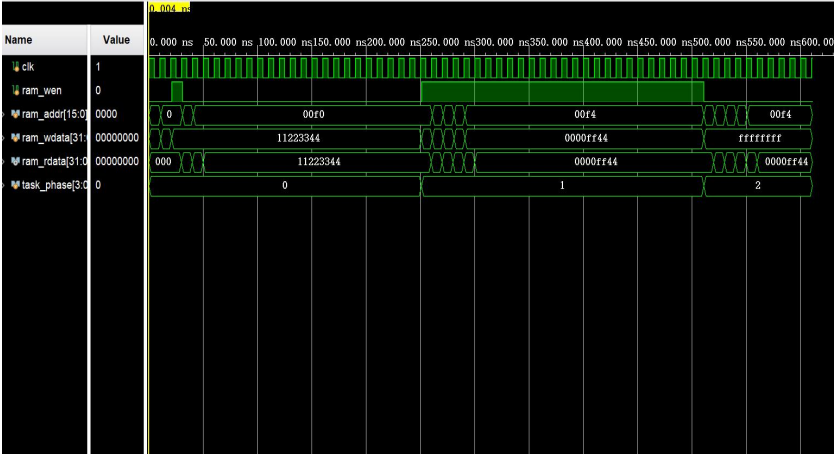 0.004 ns
Name Value
0.000 ns 50.000 ns 100.000 ns 150.000 ns 200.000 ns 250.000 ns 300.000 ns 350.000 ns 400.000 ns 450.000 ns 500.000 ns 550.000 ns 600.0
clk 1
ram_wen 0
ram_addr[15:0] 0000 0 00f0 00f4 00f4
ram_wdata[31: 00000000 11223344 0000ff44 ffffffff
ram_rdata[31:0 00000000 000 11223344 0000ff44 0000ff44
task_phase[3:0 0 0 1 2